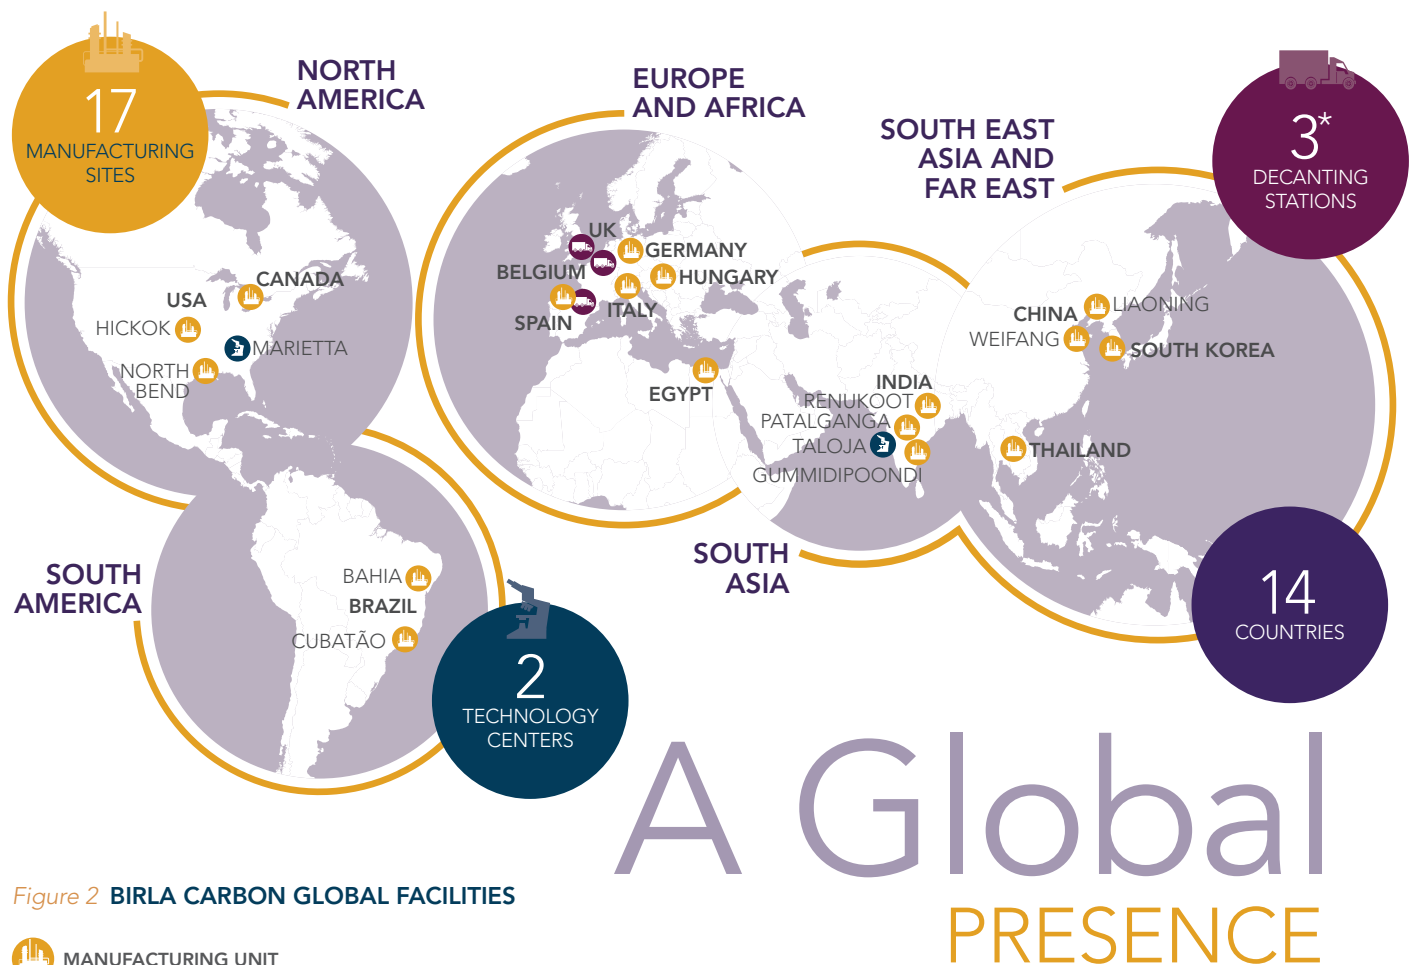 17
MANUFACTURING
SITES
NORTH
AMERICA
CANADA
USA
HICKOK
MARIETTA
NORTH
BEND
SOUTH
AMERICA
BAHIA
BRAZIL
CUBATÃO
2
TECHNOLOGY
CENTERS
EUROPE
AND AFRICA
UK
GERMANY
BELGIUM
HUNGARY
SPAIN
ITALY
EGYPT
SOUTH
ASIA
INDIA
RENUKOOT
PATALGANGA
TALOJA
GUMMIDIPOONDI
SOUTH EAST
ASIA AND
FAR EAST
LIAONING
CHINA
WEIFANG
SOUTH KOREA
THAILAND
3*
DECANTING
STATIONS
14
COUNTRIES
A Global
PRESENCE
Figure 2 BIRLA CARBON GLOBAL FACILITIES
MANUFACTURING UNIT